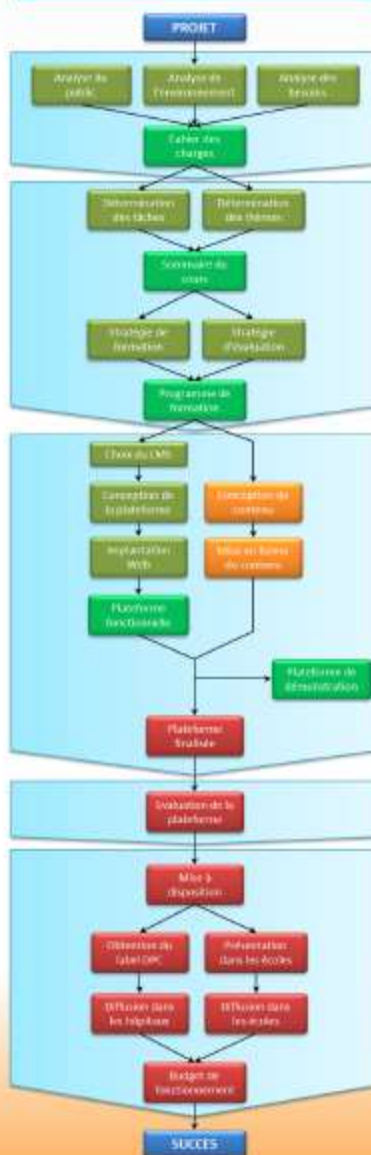 PROJET
Analyse du
public
Analyse de
l'environnement
Analyse des
besoins
Cahier des
charges
Détermination
des tâches
Détermination
des thèmes
Sommaire du
cours
Stratégie de
formation
Stratégie
d'évaluation
Programme de
formation
Choix du LMS
Conception de
la plateforme
Conception de
contenu
Implantation
Web
Mise en forme
du contenu
Plateforme
fonctionnelle
Plateforme de
démonstration
Plateforme
finalisée
Evaluation de la
plateforme
Mise à
disposition
Obtention du
label DPC
Présentation
dans les écoles
Diffusion dans
les hôpitaux
Diffusion dans
les écoles
Budget de
fonctionnement
SUCCES